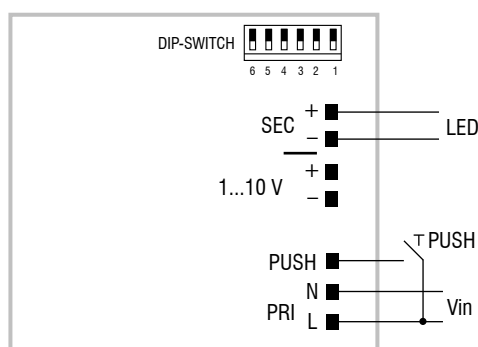 DIP-SWITCH
6 5 4 3 2 1
+
SEC
−
LED
+
1...10 V
−
PUSH
PUSH
N
PRI
Vin
L